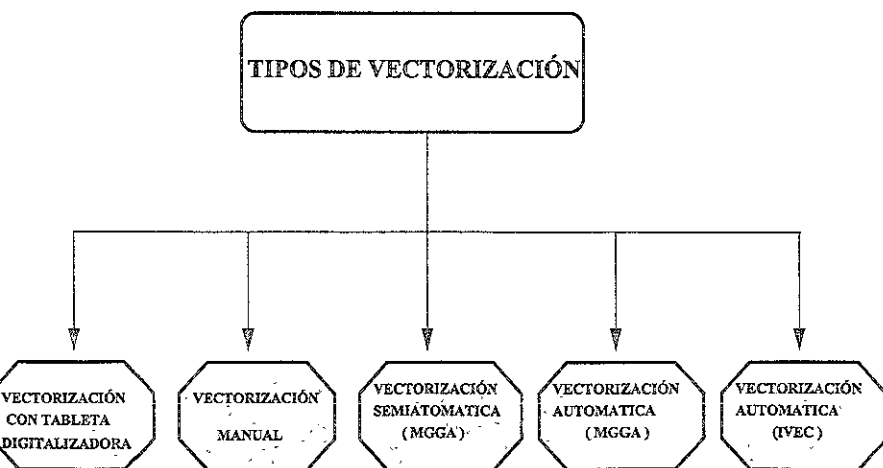 TIPOS DE VECTORIZACIÓN
VECTORIZACIÓN
CON TABLETA
DIGITALIZADORA
VECTORIZACIÓN
MANUAL
VECTORIZACIÓN
SEMIATOMATICA
( MGGA )
VECTORIZACIÓN
AUTOMATICA
( MGGA )
VECTORIZACIÓN
AUTOMATICA
(IVEC )